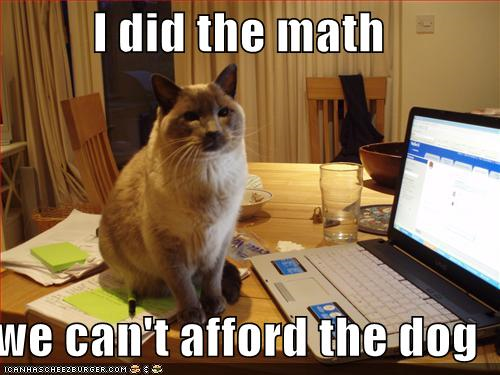 I did the math
we can't afford the dog
ICANHASCHEEZBURGER.COM